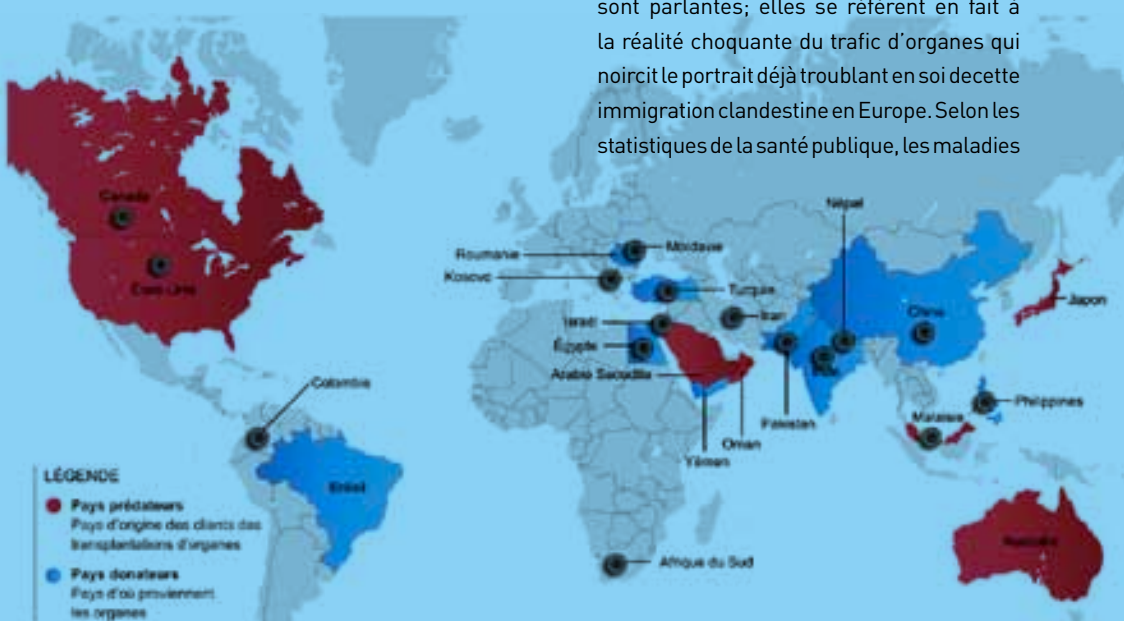 sont parlantes; elles se réfèrent en fait à
la réalité choquante du trafic d'organes qui
noircit le portrait déjà troublant en soi decette
immigration clandestine en Europe. Selon les
statistiques de la santé publique, les maladies
Canada
États-Unis
Colombie
Brésil
Roumanie
Moldavie
Kosovo
Turquie
Israël
Iran
Égypte
Arabie Saoudite
Yémen
Oman
Pakistan
Népal
Chine
Japon
Philippines
Malaisie
Afrique du Sud
Australie
LÉGENDE
Pays prédateurs
Pays d'origine des clients des
transplantations d'organes
Pays donateurs
Pays d'où proviennent
les organes